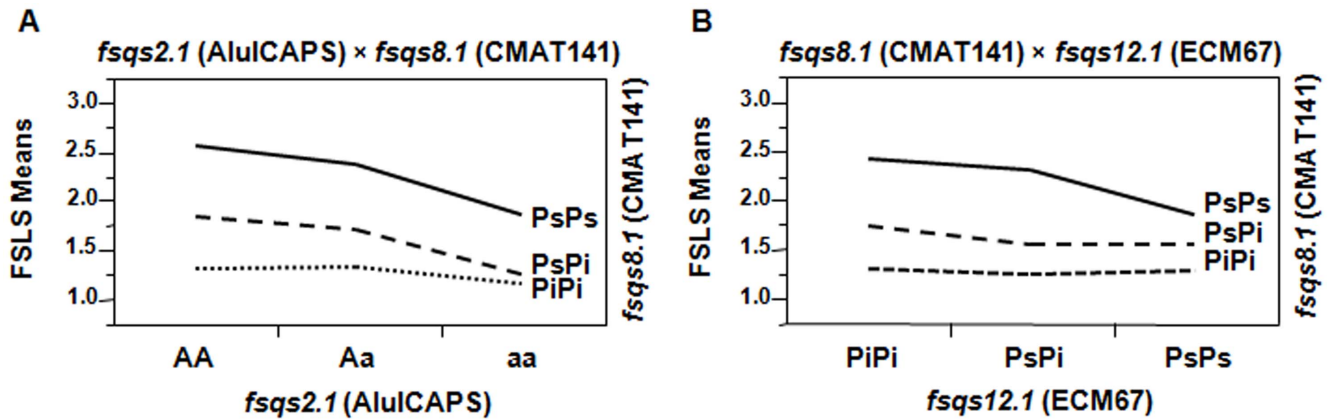 A
fsqs2.1 (AluICAPS) × fsqs8.1 (CMAT141)
FSLS Means
3.0
2.5
2.0
1.5
1.0
PsPs
PsPi
PiPi
fsqs8.1 (CMAT141)
AA Aa aa
fsqs2.1 (AluICAPS)
B
fsqs8.1 (CMAT141) × fsqs12.1 (ECM67)
FSLS Means
3.0
2.5
2.0
1.5
1.0
PsPs
PsPi
PiPi
fsqs8.1 (CMAT141)
PiPi PsPi PsPs
fsqs12.1 (ECM67)